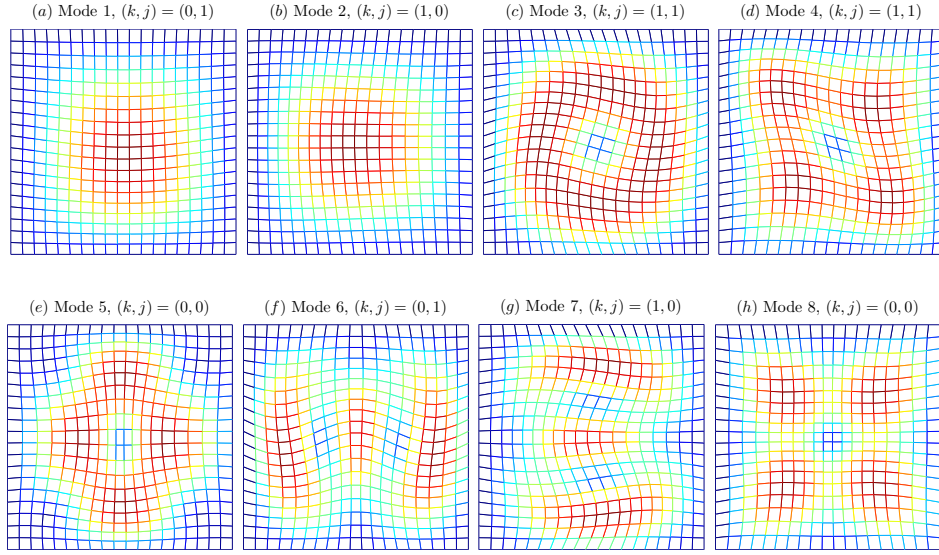 (a) Mode 1, (k, j) = (0, 1)
(b) Mode 2, (k, j) = (1, 0)
(c) Mode 3, (k, j) = (1, 1)
(d) Mode 4, (k, j) = (1, 1)
(e) Mode 5, (k, j) = (0, 0)
(f) Mode 6, (k, j) = (0, 1)
(g) Mode 7, (k, j) = (1, 0)
(h) Mode 8, (k, j) = (0, 0)